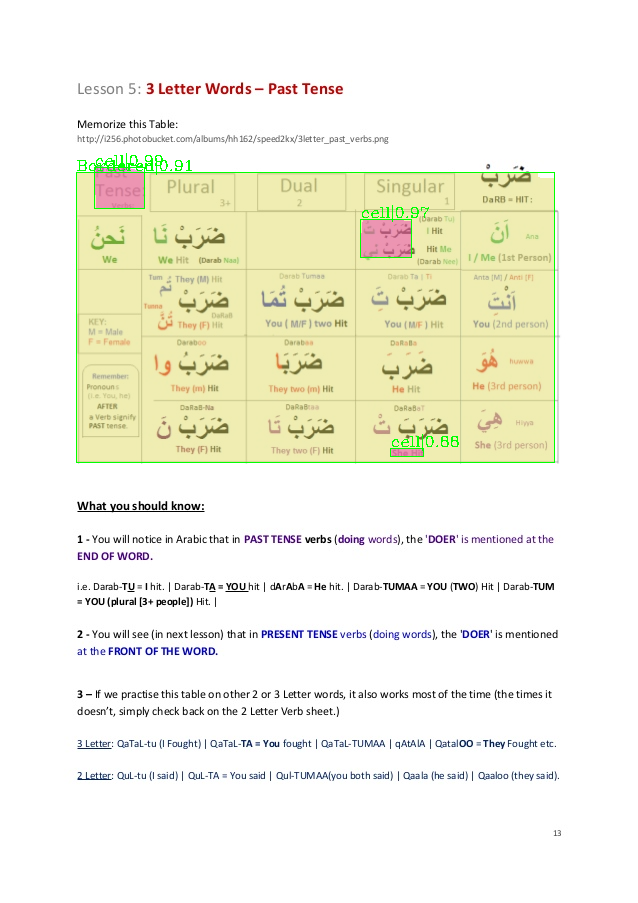 Lesson 5: 3 Letter Words – Past Tense
Memorize this Table:
http://i256.photobucket.com/albums/hh162/speed2kx/3letter_past_verbs.png
cell|0.99
Past Tense Verbs:
Plural 3+
Dual 2
Singular 1
ضَرَبْ
DaRB = HIT:
نَحنُ
We
ضَرَبْ نَا
We Hit (Darab Naa)
cell|0.97
(Darab Tu)
ضَرَبْ تُ I Hit
ضَرَبْ ني Hit Me
(Darab Nee)
أَنَ Ana
I / Me (1st Person)
Tum They (M) Hit
تُم
ضَرَبْ
Tunna DaRaB
تُنَّ They (F) Hit
Darab Tumaa
ضَرَبْ تُمَا
You ( M/F ) two Hit
Darab Ta | Ti
ضَرَبْ تَ
You ( M/F ) Hit
Anta [M] / Anti [F]
أَنْتَ
You (2nd person)
KEY:
M = Male
F = Female
Daraboo
ضَرَبُ وا
They (m) Hit
Darabaa
ضَرَبَا
They two (m) Hit
DaRaBa
ضَرَبَ
He Hit
هُوَ huwwa
He (3rd person)
Remember:
Pronouns
(i.e. You, he)
AFTER
a Verb signify
PAST tense.
DaRaB-Na
ضَرَبْ نَ
They (F) Hit
DaRaBtaa
ضَرَبْ تَا
They two (F) Hit
DaRaBaT
ضَرَبَ تْ
She Hit
هِيَ Hiyya
She (3rd person)
What you should know:
1 - You will notice in Arabic that in PAST TENSE verbs (doing words), the 'DOER' is mentioned at the
END OF WORD.
i.e. Darab-TU = I hit. | Darab-TA = YOU hit | dArAbA = He hit. | Darab-TUMAA = YOU (TWO) Hit | Darab-TUM
= YOU (plural [3+ people]) Hit. |
2 - You will see (in next lesson) that in PRESENT TENSE verbs (doing words), the 'DOER' is mentioned
at the FRONT OF THE WORD.
3 – If we practise this table on other 2 or 3 Letter words, it also works most of the time (the times it
doesn't, simply check back on the 2 Letter Verb sheet.)
3 Letter: QaTaL-tu (I Fought) | QaTaL-TA = You fought | QaTaL-TUMAA | qAtAlA | QatalOO = They Fought etc.
2 Letter: QuL-tu (I said) | QuL-TA = You said | Qul-TUMAA(you both said) | Qaala (he said) | Qaaloo (they said).
13